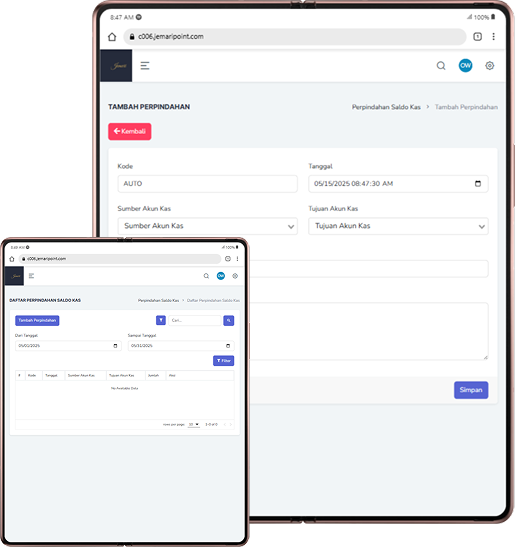 8:47 AM
100%
c006.jemaripoint.com
1
Jemari
OW
TAMBAH PERPINDAHAN
Perpindahan Saldo Kas > Tambah Perpindahan
Kembali
Kode
Tanggal
AUTO
05/15/2025 08:47:30 AM
Sumber Akun Kas
Tujuan Akun Kas
Sumber Akun Kas
Tujuan Akun Kas
Simpan
100%
c006.jemaripoint.com
OW
DAFTAR PERPINDAHAN SALDO KAS
Perpindahan Saldo Kas > Daftar Perpindahan Saldo Kas
Tambah Perpindahan
Cari...
Dari Tanggal
Sampai Tanggal
05/01/2025
05/31/2025
Filter
# Kode Tanggal Sumber Akun Kas Tujuan Akun Kas Jumlah Aksi
No Available Data
rows per page: 10 0-0 of 0